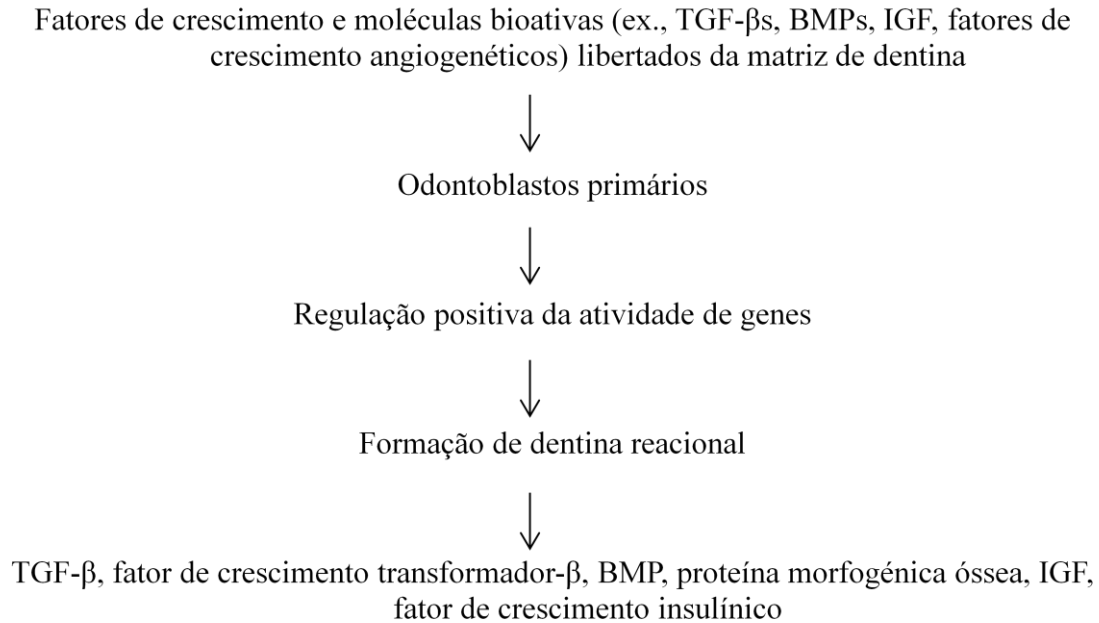 Fatores de crescimento e moléculas bioativas (ex., TGF-βs, BMPs, IGF, fatores de
crescimento angiogenéticos) libertados da matriz de dentina
Odontoblastos primários
Regulação positiva da atividade de genes
Formação de dentina reacional
TGF-β, fator de crescimento transformador-β, BMP, proteína morfogénica óssea, IGF,
fator de crescimento insulínico